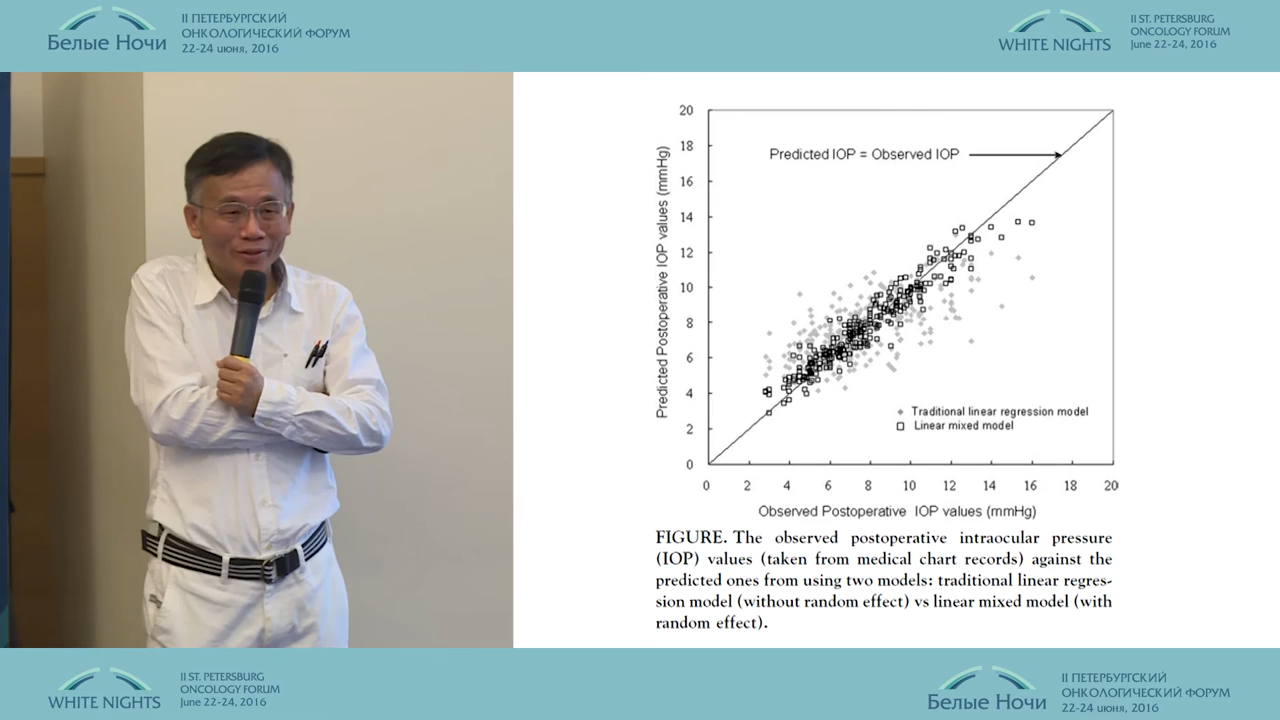 Белые Ночи
II ПЕТЕРБУРГСКИЙ
ОНКОЛОГИЧЕСКИЙ ФОРУМ
22-24 июня, 2016
WHITE NIGHTS
II ST. PETERSBURG
ONCOLOGY FORUM
June 22-24, 2016
Predicted Postoperative IOP values (mmHg)
20
18
16
14
12
10
8
6
4
2
0
Predicted IOP = Observed IOP
Traditional linear regression model
Linear mixed model
0 2 4 6 8 10 12 14 16 18 20
Observed Postoperative IOP values (mmHg)
FIGURE. The observed postoperative intraocular pressure
(IOP) values (taken from medical chart records) against the
predicted ones from using two models: traditional linear regres-
sion model (without random effect) vs linear mixed model (with
random effect).
WHITE NIGHTS
II ST. PETERSBURG
ONCOLOGY FORUM
June 22-24, 2016
Белые Ночи
II ПЕТЕРБУРГСКИЙ
ОНКОЛОГИЧЕСКИЙ ФОРУМ
22-24 июня, 2016